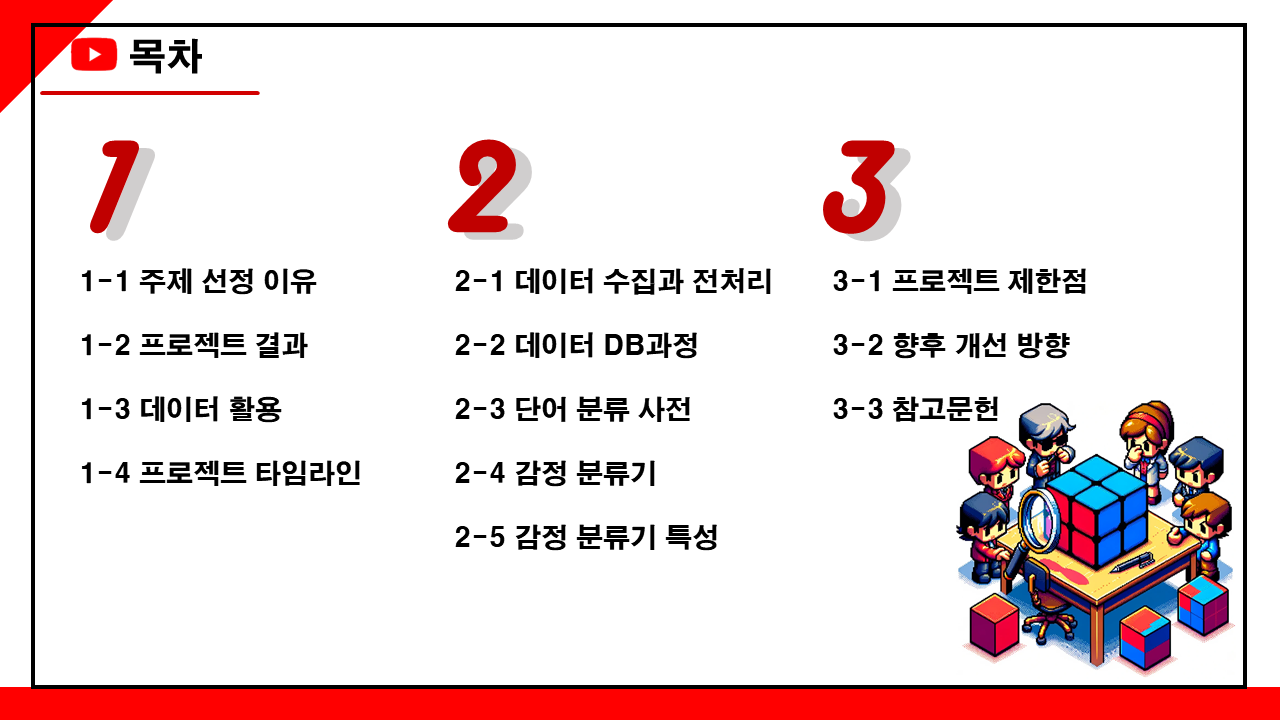 목차
1
1-1 주제 선정 이유
1-2 프로젝트 결과
1-3 데이터 활용
1-4 프로젝트 타임라인
2
2-1 데이터 수집과 전처리
2-2 데이터 DB과정
2-3 단어 분류 사전
2-4 감정 분류기
2-5 감정 분류기 특성
3
3-1 프로젝트 제한점
3-2 향후 개선 방향
3-3 참고문헌